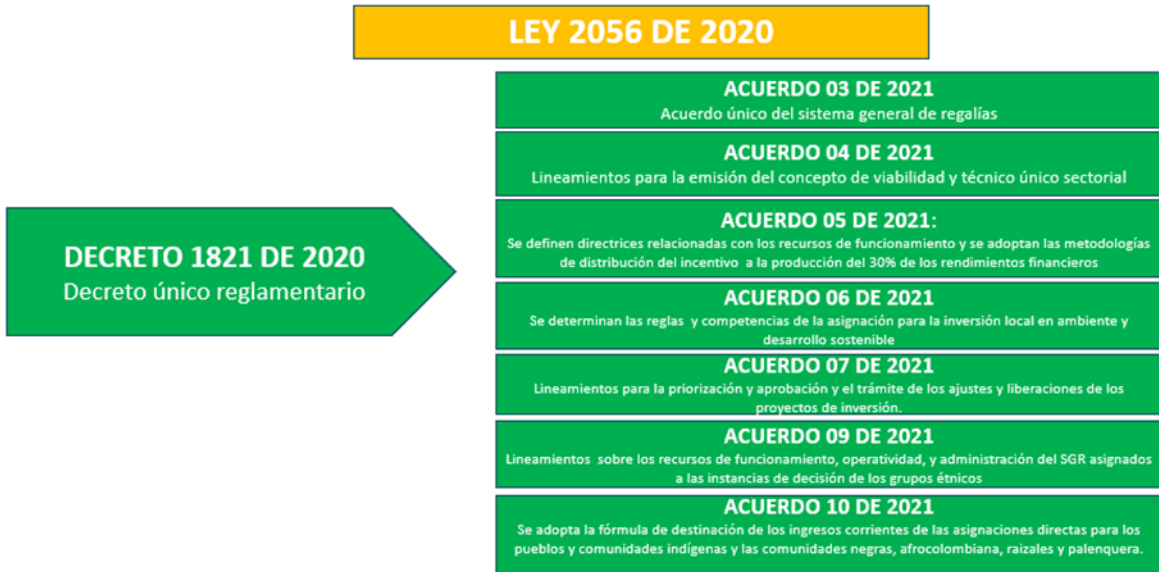 LEY 2056 DE 2020
DECRETO 1821 DE 2020
Decreto único reglamentario
ACUERDO 03 DE 2021
Acuerdo único del sistema general de regalías
ACUERDO 04 DE 2021
Lineamientos para la emisión del concepto de viabilidad y técnico único sectorial
ACUERDO 05 DE 2021:
Se definen directrices relacionadas con los recursos de funcionamiento y se adoptan las metodologías
de distribución del incentivo a la producción del 30% de los rendimientos financieros
ACUERDO 06 DE 2021
Se determinan las reglas y competencias de la asignación para la inversión local en ambiente y
desarrollo sostenible
ACUERDO 07 DE 2021
Lineamientos para la priorización y aprobación y el trámite de los ajustes y liberaciones de los
proyectos de inversión.
ACUERDO 09 DE 2021
Lineamientos sobre los recursos de funcionamiento, operatividad, y administración del SGR asignados
a las instancias de decisión de los grupos étnicos
ACUERDO 10 DE 2021
Se adopta la fórmula de destinación de los ingresos corrientes de las asignaciones directas para los
pueblos y comunidades indígenas y las comunidades negras, afrocolombiana, raizales y palenquera.